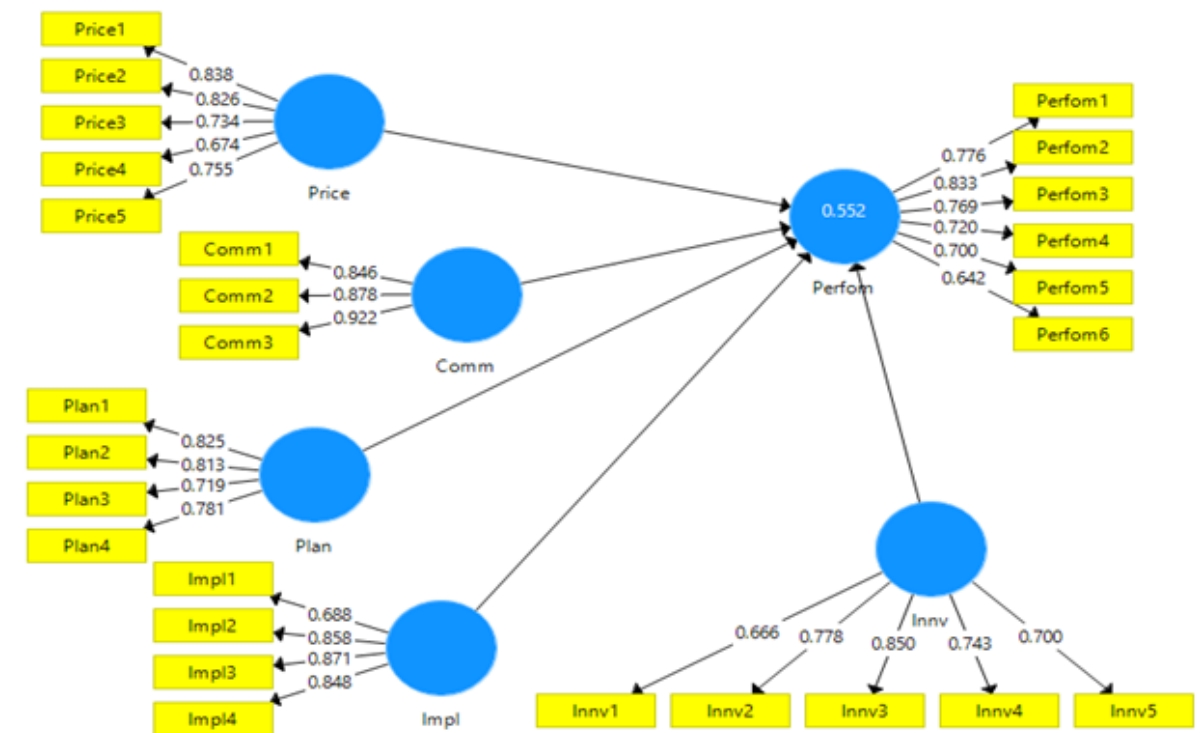 Price1
Price2
Price3
Price4
Price5
0.838
0.826
0.734
0.674
0.755
Price
Comm1
Comm2
Comm3
0.846
0.878
0.922
Comm
Plan1
Plan2
Plan3
Plan4
0.825
0.813
0.719
0.781
Plan
Impl1
Impl2
Impl3
Impl4
0.688
0.858
0.871
0.848
Impl
0.552
Perfom
0.776
0.833
0.769
0.720
0.700
0.642
Perfom1
Perfom2
Perfom3
Perfom4
Perfom5
Perfom6
Innv
0.666
0.778
0.850
0.743
0.700
Innv1
Innv2
Innv3
Innv4
Innv5